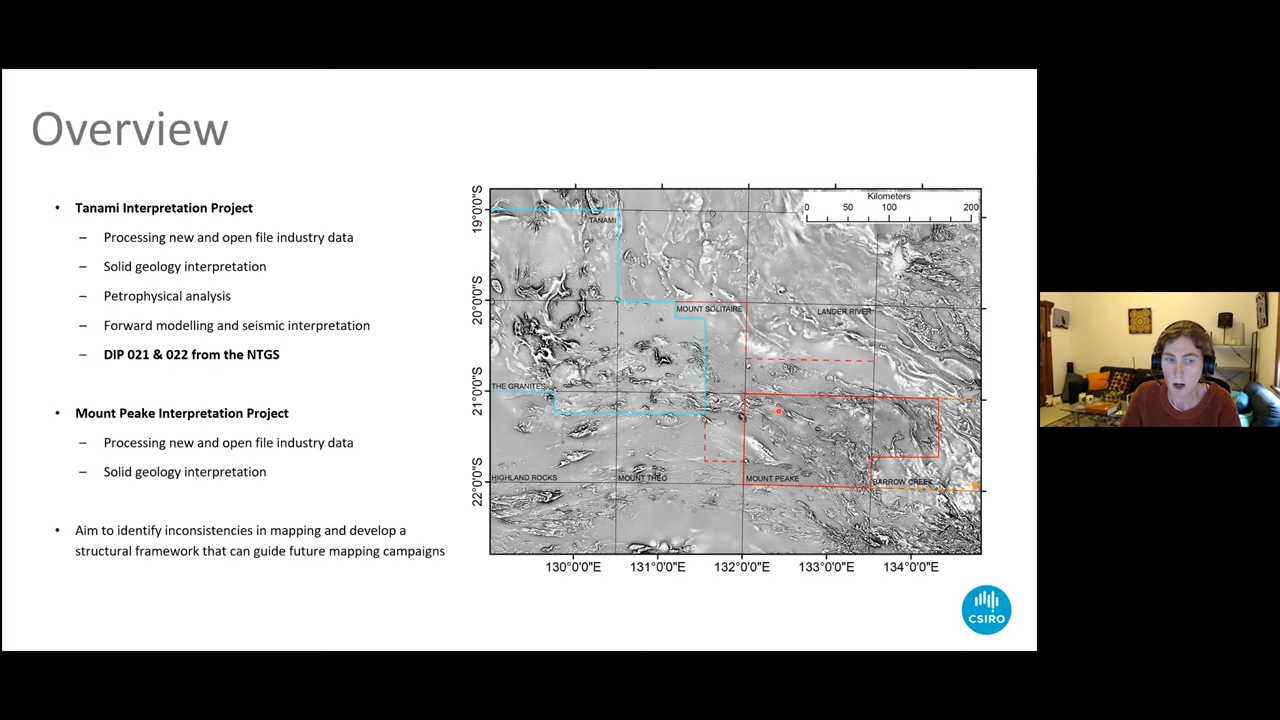 Overview
• Tanami Interpretation Project
– Processing new and open file industry data
– Solid geology interpretation
– Petrophysical analysis
– Forward modelling and seismic interpretation
– DIP 021 & 022 from the NTGS
• Mount Peake Interpretation Project
– Processing new and open file industry data
– Solid geology interpretation
• Aim to identify inconsistencies in mapping and develop a
structural framework that can guide future mapping campaigns
Kilometers
0 50 100 200
TANAMI
MOUNT SOLITAIRE
LANDER RIVER
THE GRANITES
HIGHLAND ROCKS
MOUNT THEO
MOUNT PEAKE
BARROW CREEK
19°0'0"S
20°0'0"S
21°0'0"S
22°0'0"S
130°0'0"E 131°0'0"E 132°0'0"E 133°0'0"E 134°0'0"E
CSIRO